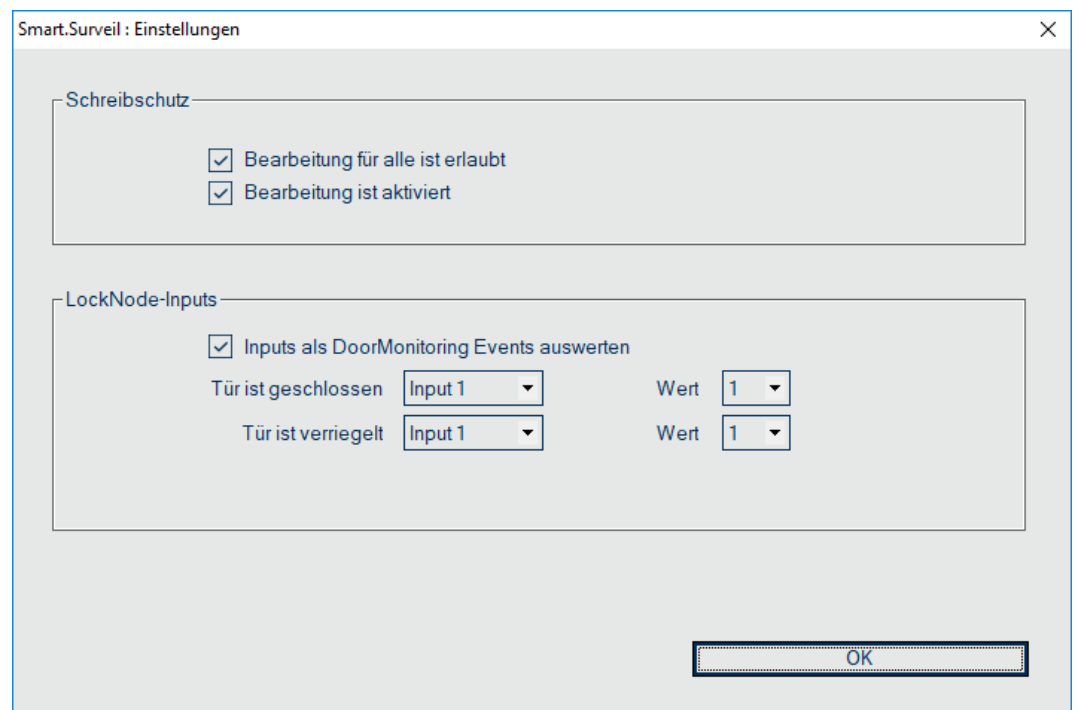 Smart.Surveil : Einstellungen
Schreibschutz
Bearbeitung für alle ist erlaubt
Bearbeitung ist aktiviert
LockNode-Inputs
Inputs als DoorMonitoring Events auswerten
Tür ist geschlossen Input 1 Wert 1
Tür ist verriegelt Input 1 Wert 1
OK